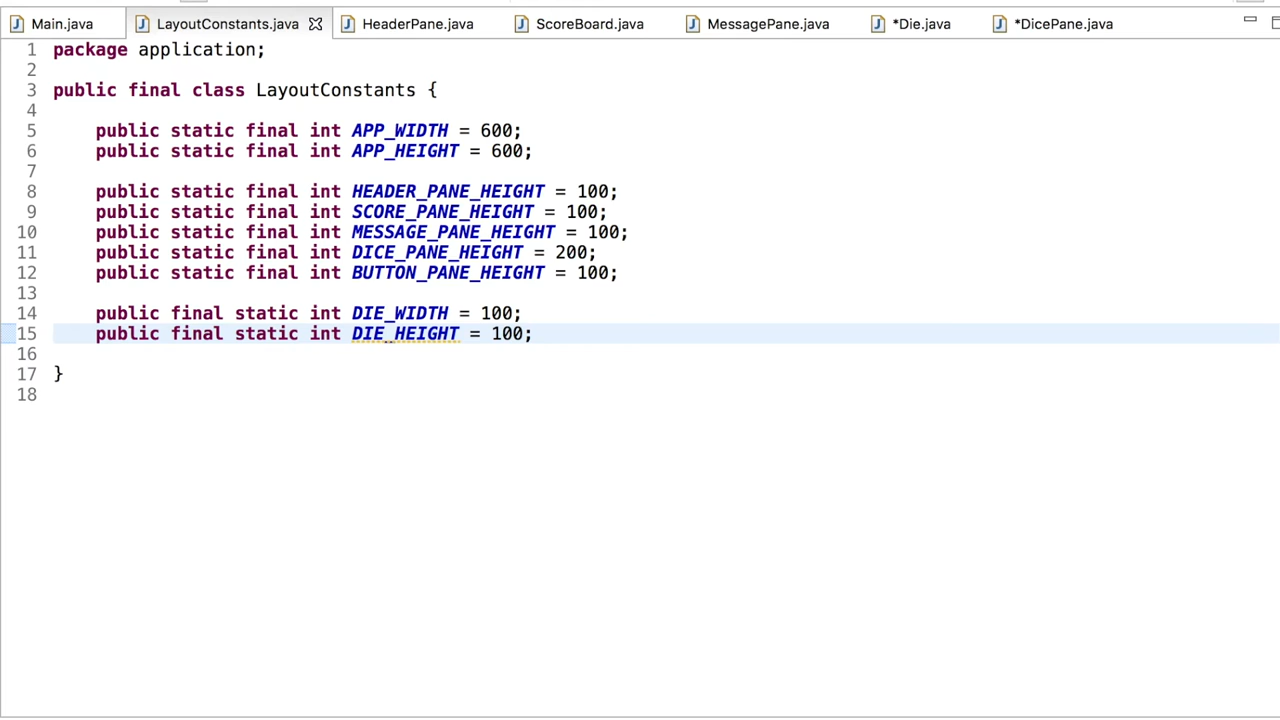 Main.java LayoutConstants.java HeaderPane.java ScoreBoard.java MessagePane.java *Die.java *DicePane.java
1 package application;
2
3 public final class LayoutConstants {
4
5 public static final int APP_WIDTH = 600;
6 public static final int APP_HEIGHT = 600;
7
8 public static final int HEADER_PANE_HEIGHT = 100;
9 public static final int SCORE_PANE_HEIGHT = 100;
10 public static final int MESSAGE_PANE_HEIGHT = 100;
11 public static final int DICE_PANE_HEIGHT = 200;
12 public static final int BUTTON_PANE_HEIGHT = 100;
13
14 public final static int DIE_WIDTH = 100;
15 public final static int DIE_HEIGHT = 100;
16
17 }
18